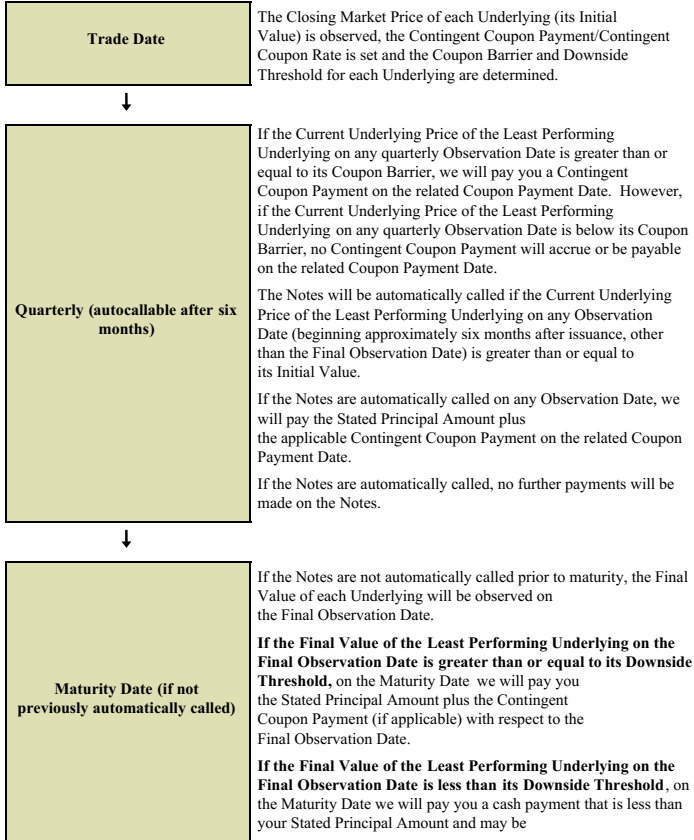 Trade Date
The Closing Market Price of each Underlying (its Initial
Value) is observed, the Contingent Coupon Payment/Contingent
Coupon Rate is set and the Coupon Barrier and Downside
Threshold for each Underlying are determined.
Quarterly (autocallable after six
months)
If the Current Underlying Price of the Least Performing
Underlying on any quarterly Observation Date is greater than or
equal to its Coupon Barrier, we will pay you a Contingent
Coupon Payment on the related Coupon Payment Date. However,
if the Current Underlying Price of the Least Performing
Underlying on any quarterly Observation Date is below its Coupon
Barrier, no Contingent Coupon Payment will accrue or be payable
on the related Coupon Payment Date.
The Notes will be automatically called if the Current Underlying
Price of the Least Performing Underlying on any Observation
Date (beginning approximately six months after issuance, other
than the Final Observation Date) is greater than or equal to
its Initial Value.
If the Notes are automatically called on any Observation Date, we
will pay the Stated Principal Amount plus
the applicable Contingent Coupon Payment on the related Coupon
Payment Date.
If the Notes are automatically called, no further payments will be
made on the Notes.
Maturity Date (if not
previously automatically called)
If the Notes are not automatically called prior to maturity, the Final
Value of each Underlying will be observed on
the Final Observation Date.
If the Final Value of the Least Performing Underlying on the
Final Observation Date is greater than or equal to its Downside
Threshold, on the Maturity Date we will pay you
the Stated Principal Amount plus the Contingent
Coupon Payment (if applicable) with respect to the
Final Observation Date.
If the Final Value of the Least Performing Underlying on the
Final Observation Date is less than its Downside Threshold, on
the Maturity Date we will pay you a cash payment that is less than
your Stated Principal Amount and may be